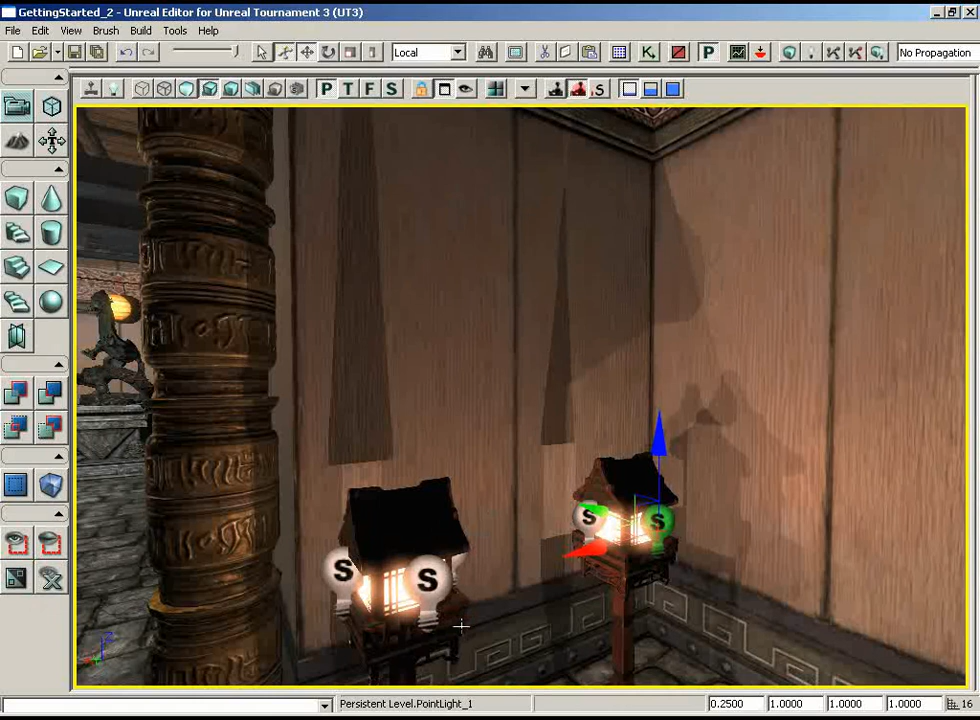 GettingStarted_2 - Unreal Editor for Unreal Tournament 3 (UT3)
File Edit View Brush Build Tools Help
Local
P
No Propagation
P T F S
S
S
S
S
S
Persistent Level.PointLight_1
0.2500 1.0000 1.0000 1.0000 16